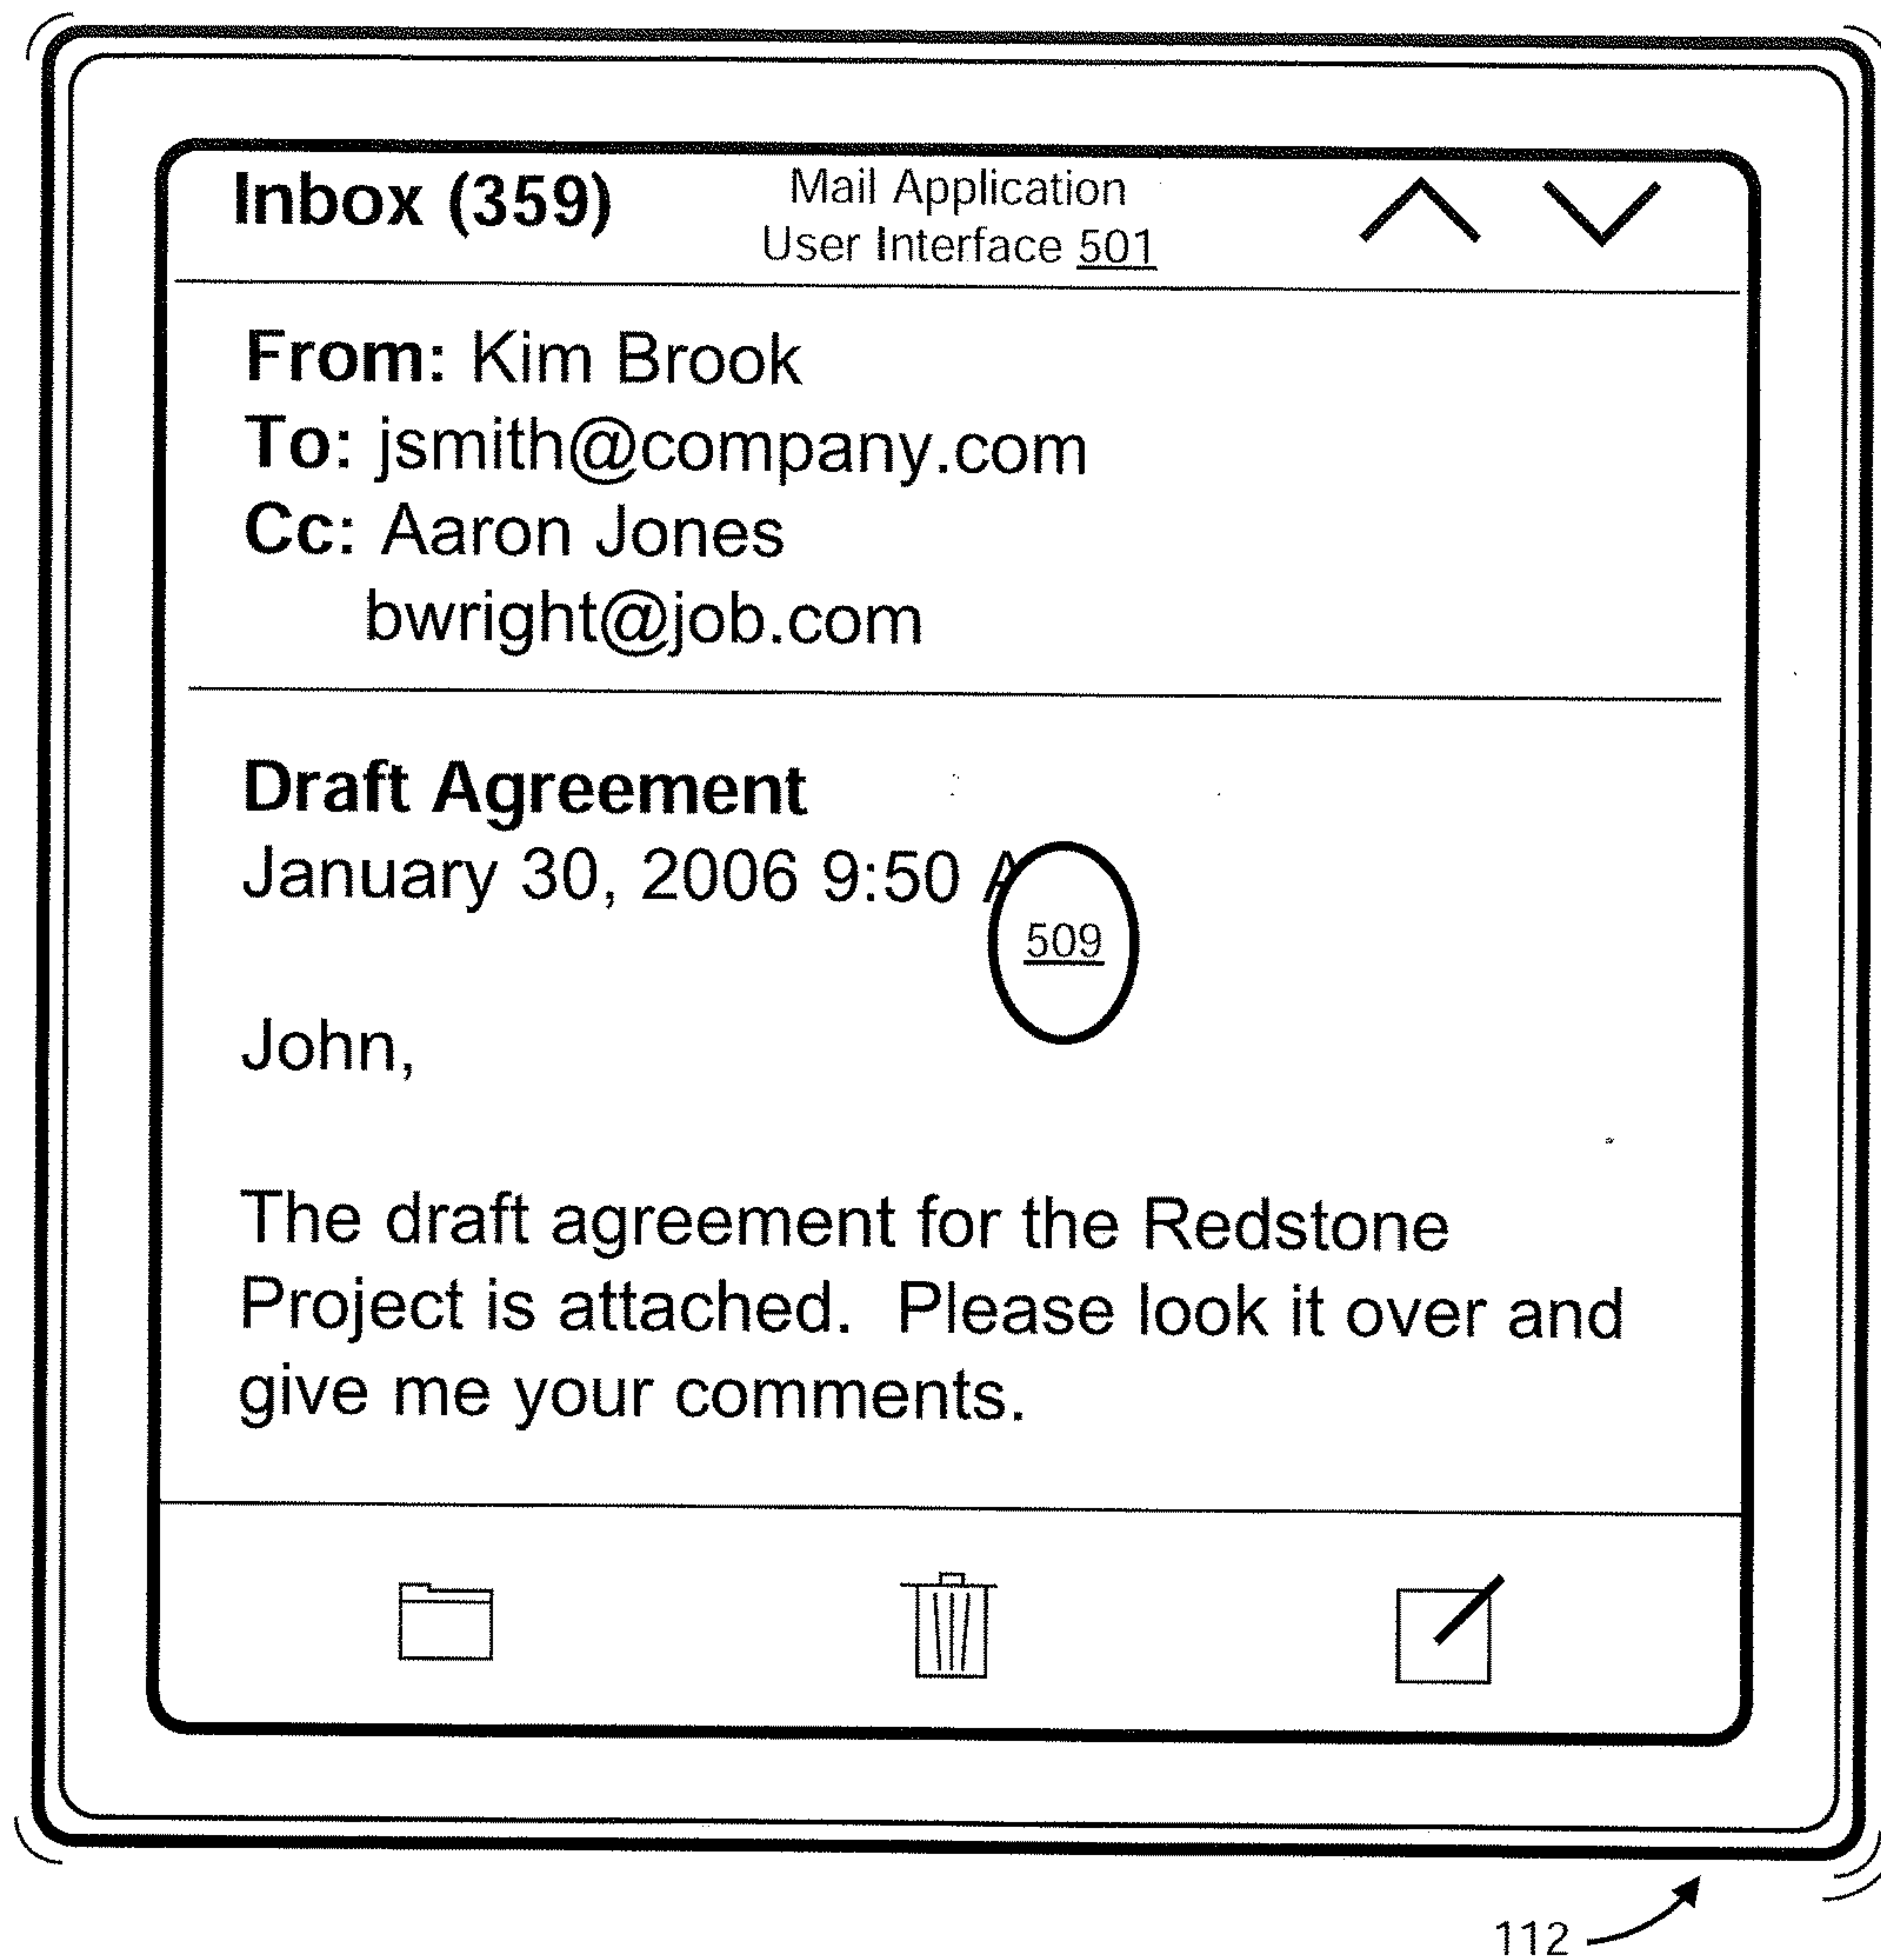 Inbox (359)
Mail Application
User Interface 501
From: Kim Brook
To: jsmith@company.com
Cc: Aaron Jones
bwright@job.com
Draft Agreement
January 30, 2006 9:50 A
509
John,
The draft agreement for the Redstone
Project is attached.  Please look it over and
give me your comments.
112